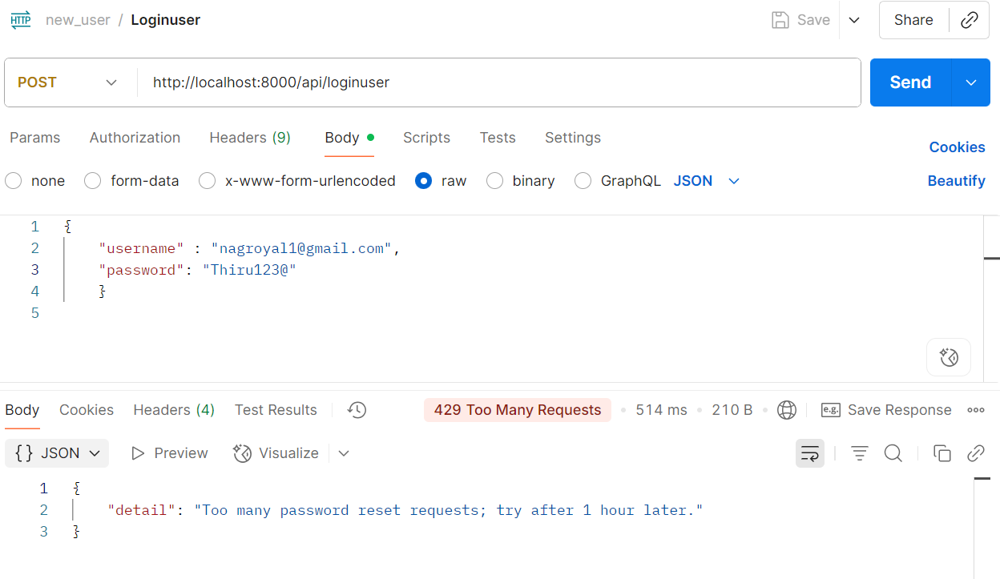 HTTP new_user / Loginuser Save Share
POST http://localhost:8000/api/loginuser Send
Params Authorization Headers (9) Body Scripts Tests Settings Cookies
none form-data x-www-form-urlencoded raw binary GraphQL JSON Beautify
1 {
2 "username" : "nagroyal1@gmail.com",
3 "password": "Thiru123@"
4 }
5
Body Cookies Headers (4) Test Results 429 Too Many Requests 514 ms 210 B e.g. Save Response
{} JSON Preview Visualize
1 {
2 "detail": "Too many password reset requests; try after 1 hour later."
3 }